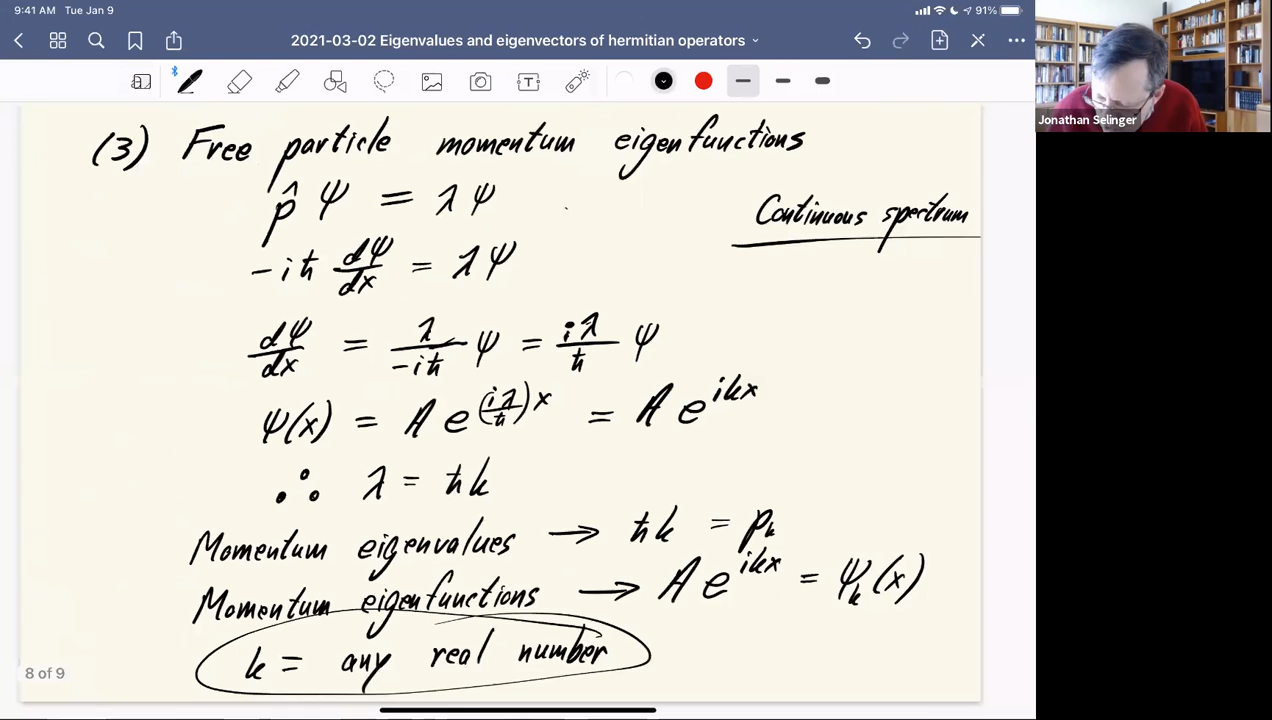 9:41 AM Tue Jan 9
91%
2021-03-02 Eigenvalues and eigenvectors of hermitian operators
Jonathan Selinger
(3) Free particle momentum eigenfunctions
p̂ Ψ = λ Ψ
Continuous spectrum
-iħ dΨ/dx = λ Ψ
dΨ/dx = λ/(-iħ) Ψ = iλ/ħ Ψ
Ψ(x) = A e^((iλ/ħ)x) = A e^(ikx)
∴ λ = ħk
Momentum eigenvalues → ħk = p_k
Momentum eigenfunctions → A e^(ikx) = Ψ_k(x)
k = any real number
8 of 9